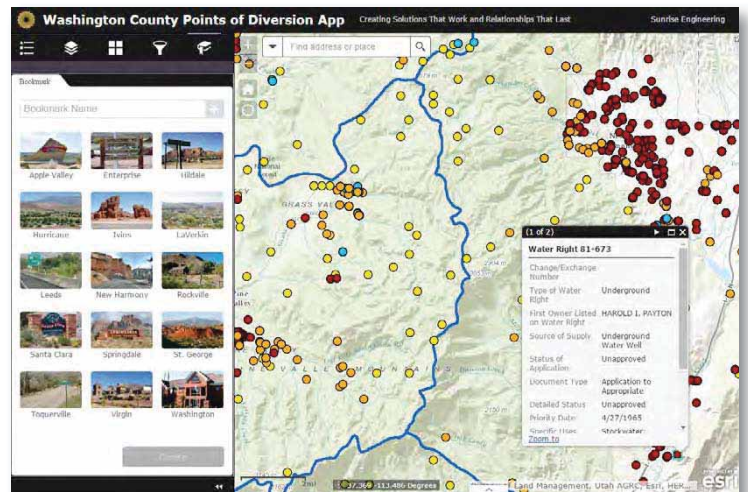 Washington County Points of Diversion App
Creating Solutions That Work and Relationships That Last
Sunrise Engineering
Find address or place
Bookmark
Bookmark Name
Apple Valley
Enterprise
Hildale
Hurricane
Ivins
LaVerkin
Leeds
New Harmony
Rockville
Santa Clara
Springdale
St. George
Toquerville
Virgin
Washington
GRASS VAL
(1 of 2)
Water Right 81-673
Change/Exchange
Number
Type of Water
Right
Underground
First Owner Listed
on Water Right
HAROLD I. PAYTON
Source of Supply
Underground
Water Well
Status of
Application
Unapproved
Document Type
Application to
Appropriate
Detailed Status
Unapproved
Priority Date
4/27/1965
Specific Uses
Stockwater
Zoom to
2mi
-113.486 Degrees
Land Management, Utah AGRC, Esri, HER...
esri